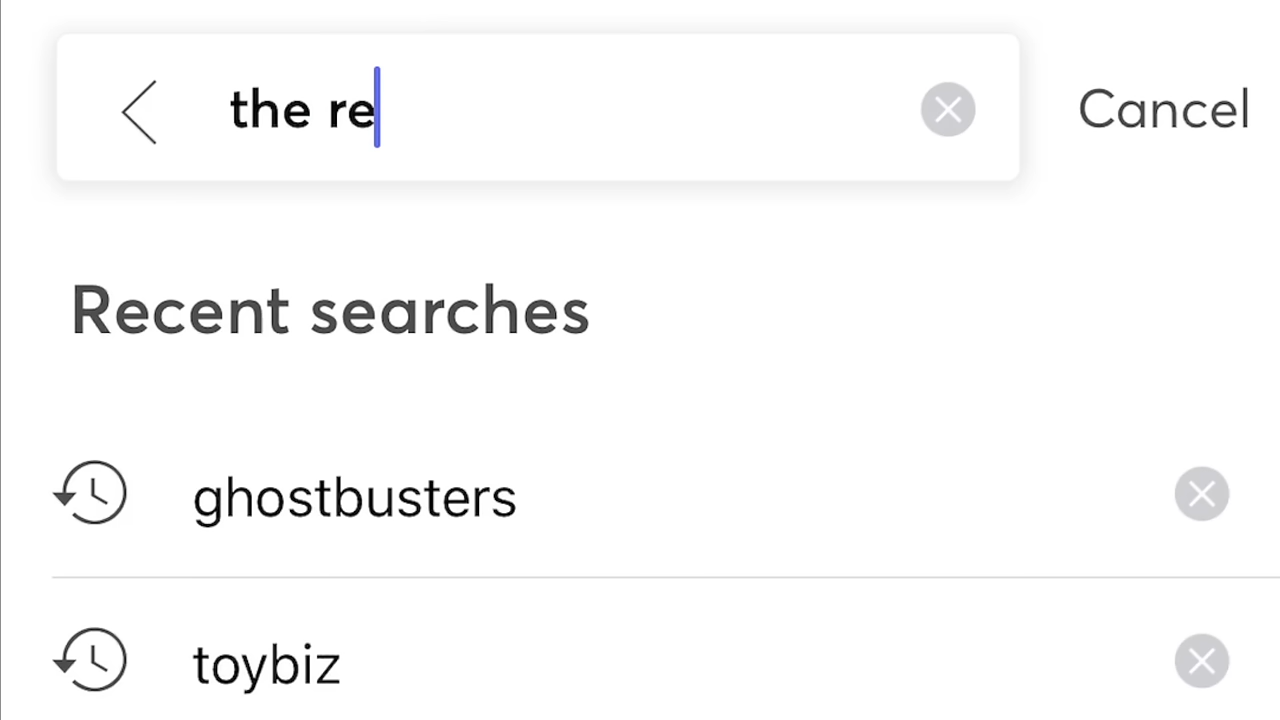 the re
Cancel
Recent searches
ghostbusters
toybiz